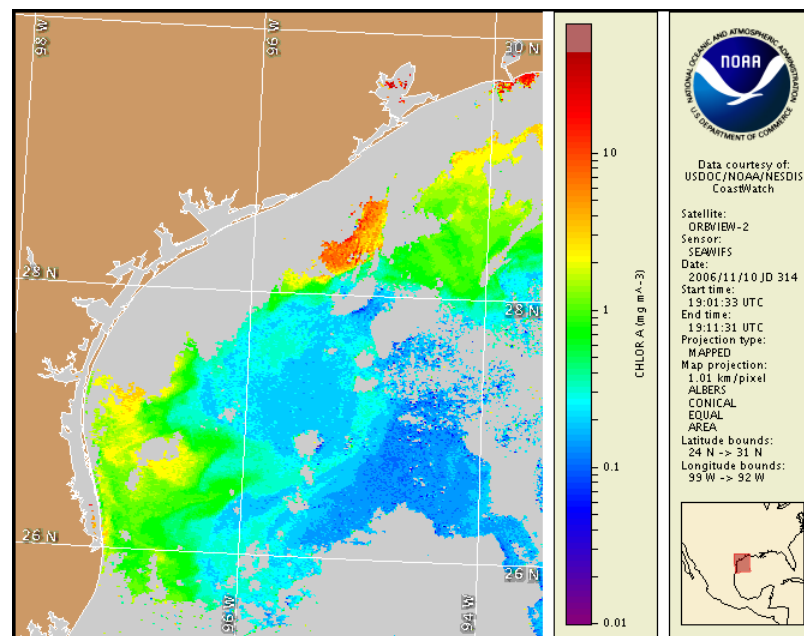 98 W
96 W
30 N
28 N
28 N
26 N
26 N
96 W
94 W
10
1
0.1
0.01
CHLOR A (mg m^-3)
NATIONAL OCEANIC AND ATMOSPHERIC ADMINISTRATION
NOAA
U.S. DEPARTMENT OF COMMERCE
Data courtesy of:
USDOC/NOAA/NESDIS
CoastWatch
Satellite:
ORBVIEW-2
Sensor:
SEAWIFS
Date:
2006/11/10 JD 314
Start time:
19:01:33 UTC
End time:
19:11:31 UTC
Projection type:
MAPPED
Map projection:
1.01 km/pixel
ALBERS
CONICAL
EQUAL
AREA
Latitude bounds:
24 N -> 31 N
Longitude bounds:
99 W -> 92 W